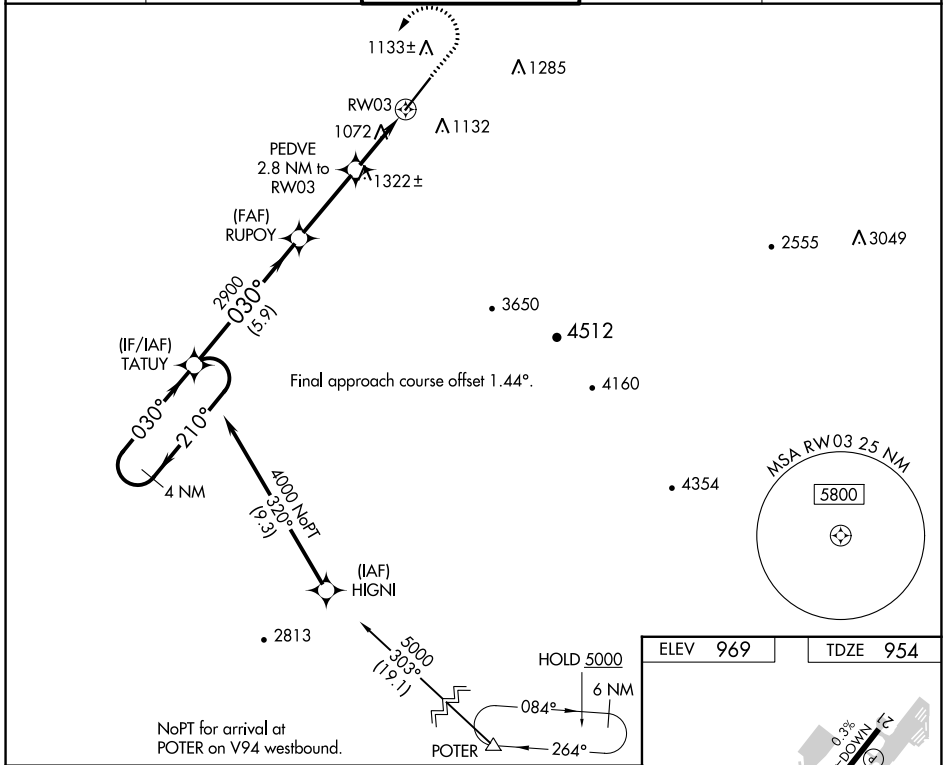 1133±
1285
RW03
1072
1132
PEDVE
2.8 NM to
RW03
1322±
(FAF)
RUPOY
2555
3049
2900
030°
(5.9)
3650
4512
(IF/IAF)
TATUY
Final approach course offset 1.44°.
4160
030°
210°
4 NM
4354
MSA RW03 25 NM
5800
4000 NoPT
320°
(9.3)
(IAF)
HIGNI
2813
5000
303°
(19.1)
HOLD 5000
6 NM
084°
264°
POTER
NoPT for arrival at
POTER on V94 westbound.
ELEV 969
TDZE 954
0.3%
DOWN
21
P